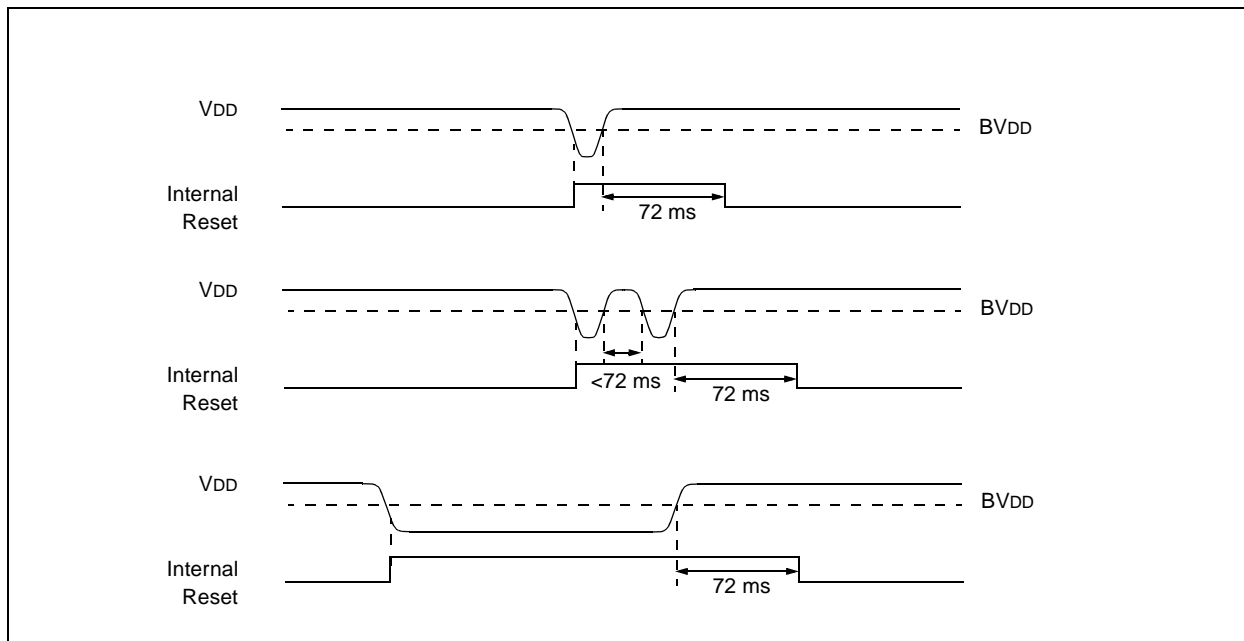 VDD
BVDD
Internal
Reset
72 ms
VDD
BVDD
Internal
Reset
<72 ms
72 ms
VDD
BVDD
Internal
Reset
72 ms